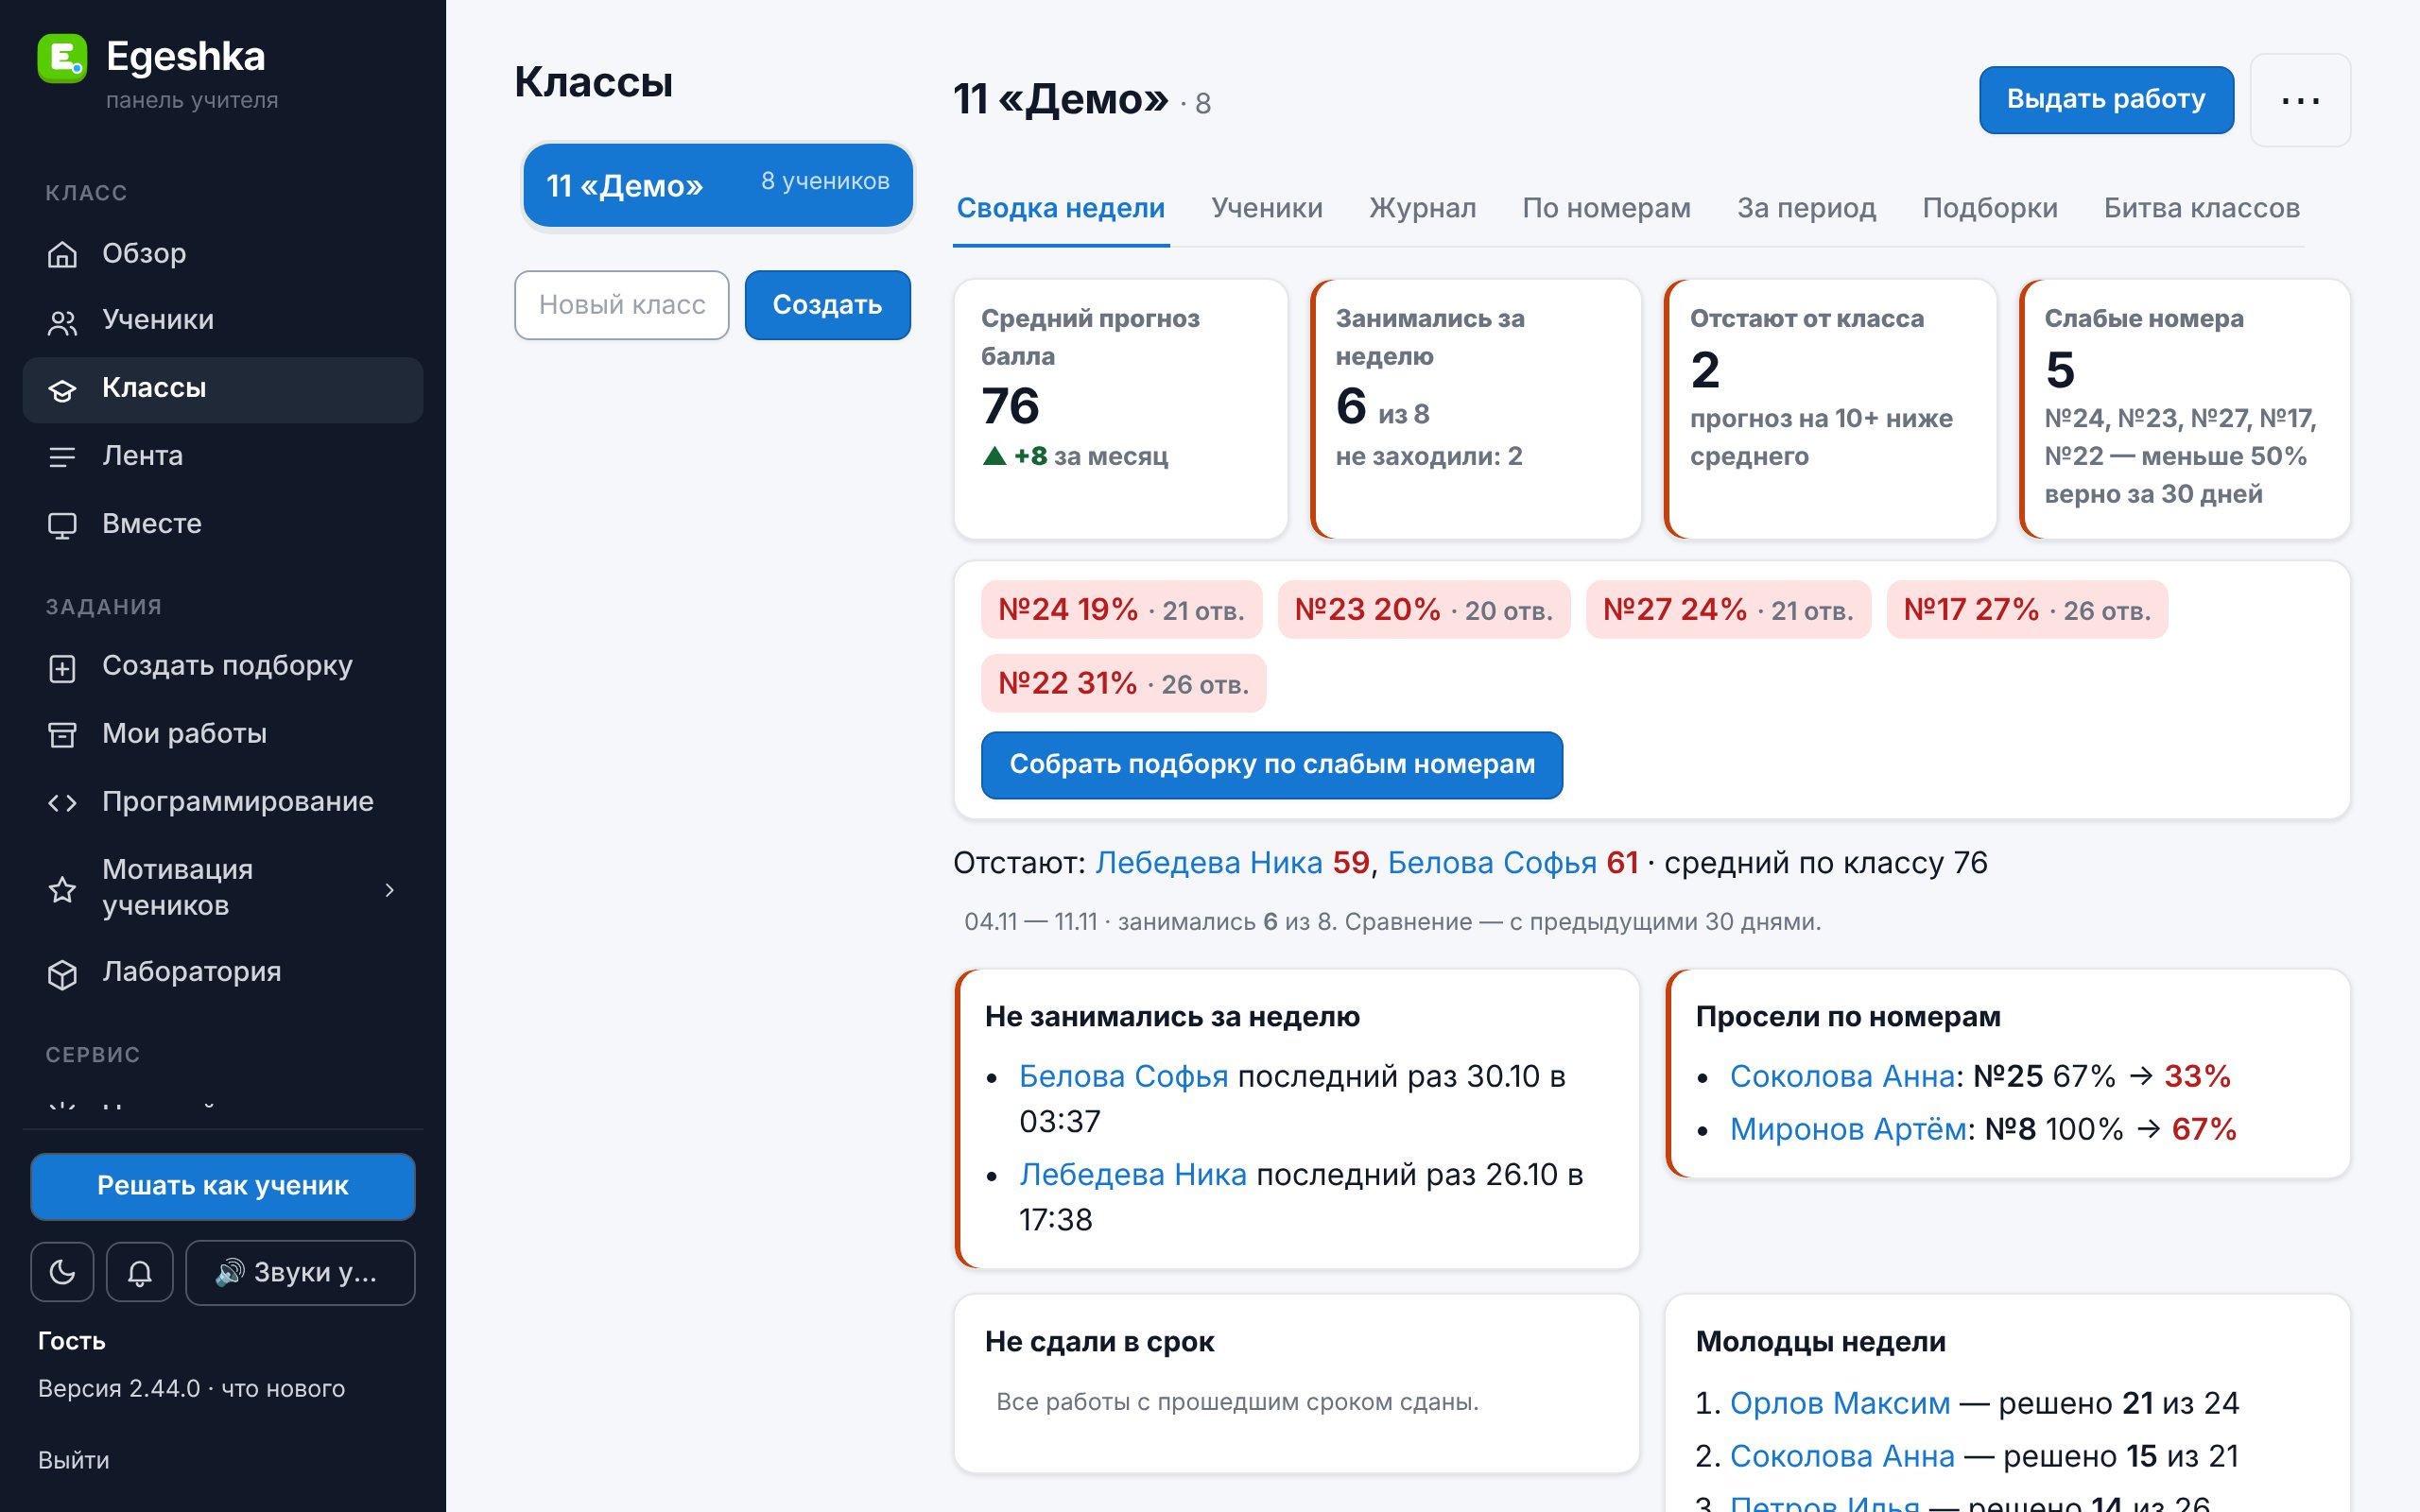 Egeshka
панель учителя
КЛАСС
Обзор
Ученики
Классы
Лента
Вместе
ЗАДАНИЯ
Создать подборку
Мои работы
Программирование
Мотивация
учеников
Лаборатория
СЕРВИС
Решать как ученик
🔊 Звуки у...
Гость
Версия 2.44.0 · что нового
Выйти
Классы
11 «Демо» 8 учеников
Новый класс Создать
11 «Демо» · 8
Выдать работу ...
Сводка недели Ученики Журнал По номерам За период Подборки Битва классов
Средний прогноз
балла
76
▲ +8 за месяц
Занимались за
неделю
6 из 8
не заходили: 2
Отстают от класса
2
прогноз на 10+ ниже
среднего
Слабые номера
5
№24, №23, №27, №17,
№22 — меньше 50%
верно за 30 дней
№24 19% · 21 отв. №23 20% · 20 отв. №27 24% · 21 отв. №17 27% · 26 отв.
№22 31% · 26 отв.
Собрать подборку по слабым номерам
Отстают: Лебедева Ника 59, Белова Софья 61 · средний по классу 76
04.11 — 11.11 · занимались 6 из 8. Сравнение — с предыдущими 30 днями.
Не занимались за неделю
• Белова Софья последний раз 30.10 в
03:37
• Лебедева Ника последний раз 26.10 в
17:38
Просели по номерам
• Соколова Анна: №25 67% → 33%
• Миронов Артём: №8 100% → 67%
Не сдали в срок
Все работы с прошедшим сроком сданы.
Молодцы недели
1. Орлов Максим — решено 21 из 24
2. Соколова Анна — решено 15 из 21
3. Петров Илья — решено 14 из 26